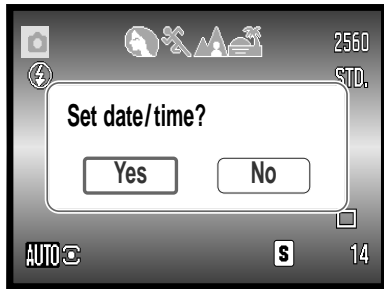 2560
STD.
Set date/time?
Yes No
AUTO S 14